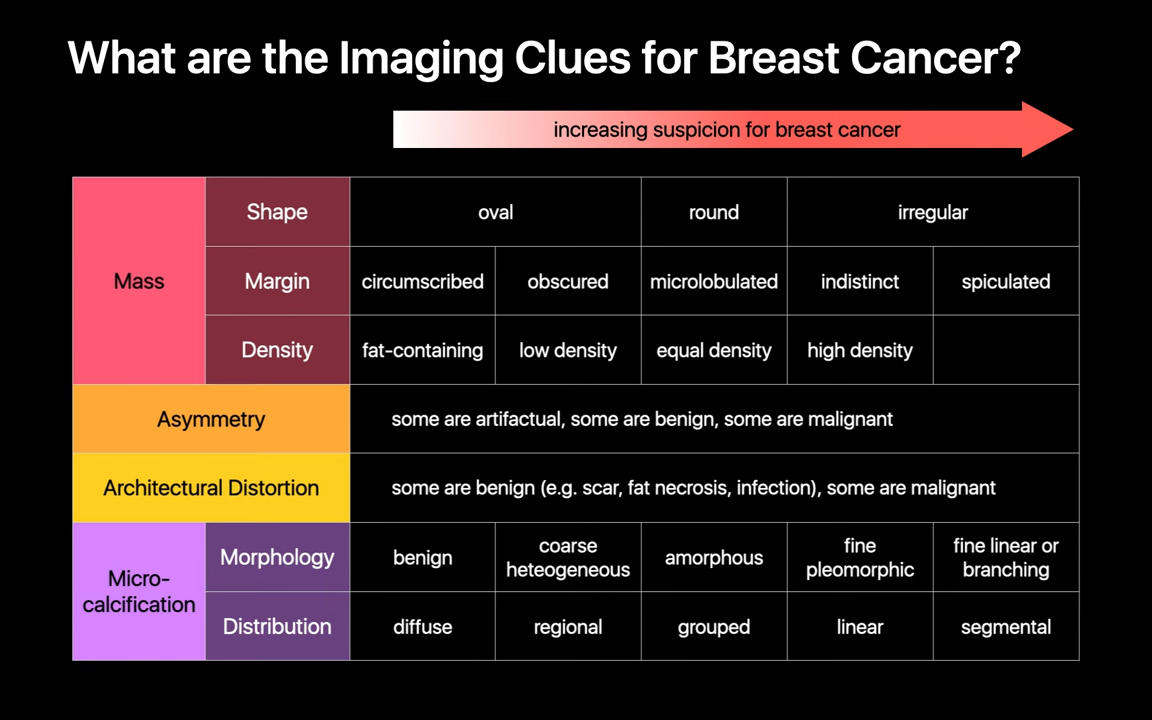 What are the Imaging Clues for Breast Cancer?
increasing suspicion for breast cancer
Mass
Shape
oval
round
irregular
Margin
circumscribed
obscured
microlobulated
indistinct
spiculated
Density
fat-containing
low density
equal density
high density
Asymmetry
some are artifactual, some are benign, some are malignant
Architectural Distortion
some are benign (e.g. scar, fat necrosis, infection), some are malignant
Micro-
calcification
Morphology
benign
coarse
heteogeneous
amorphous
fine
pleomorphic
fine linear or
branching
Distribution
diffuse
regional
grouped
linear
segmental